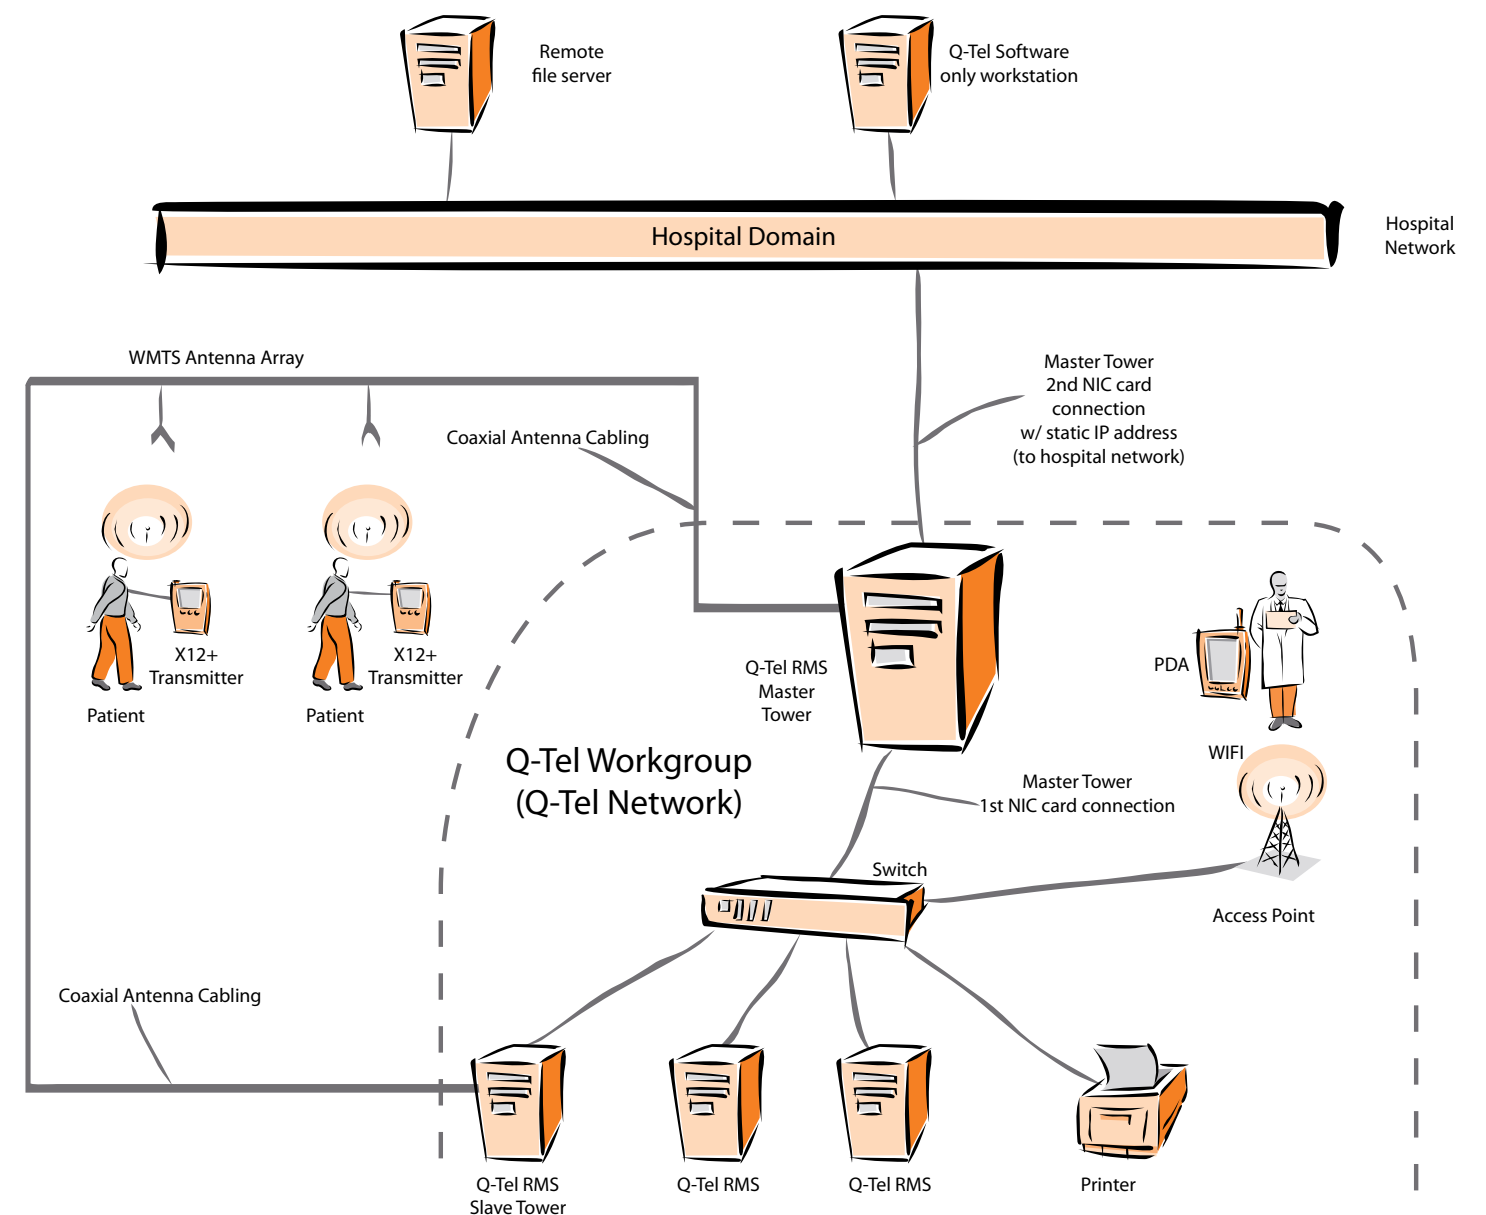 Remote
file server
Q-Tel Software
only workstation
Hospital Domain
Hospital
Network
WMTS Antenna Array
Master Tower
2nd NIC card
connection
w/ static IP address
(to hospital network)
Coaxial Antenna Cabling
X12+
Transmitter
Patient
X12+
Transmitter
Patient
Q-Tel RMS
Master
Tower
PDA
WIFI
Q-Tel Workgroup
(Q-Tel Network)
Master Tower
1st NIC card connection
Switch
Access Point
Coaxial Antenna Cabling
Q-Tel RMS
Slave Tower
Q-Tel RMS
Q-Tel RMS
Printer